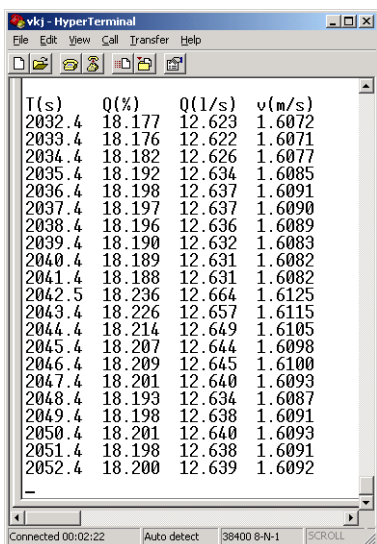 vkj - HyperTerminal
File Edit View Call Transfer Help
T(s) Q(%) Q(l/s) v(m/s)
2032.4 18.177 12.623 1.6072
2033.4 18.176 12.622 1.6071
2034.4 18.182 12.626 1.6077
2035.4 18.192 12.634 1.6085
2036.4 18.198 12.637 1.6091
2037.4 18.197 12.637 1.6090
2038.4 18.196 12.636 1.6089
2039.4 18.190 12.632 1.6083
2040.4 18.189 12.631 1.6082
2041.4 18.188 12.631 1.6082
2042.5 18.236 12.664 1.6125
2043.4 18.226 12.657 1.6115
2044.4 18.214 12.649 1.6105
2045.4 18.207 12.644 1.6098
2046.4 18.209 12.645 1.6100
2047.4 18.201 12.640 1.6093
2048.4 18.193 12.634 1.6087
2049.4 18.198 12.638 1.6091
2050.4 18.201 12.640 1.6093
2051.4 18.198 12.638 1.6091
2052.4 18.200 12.639 1.6092
_
Connected 00:02:22 Auto detect 38400 8-N-1 SCROLL